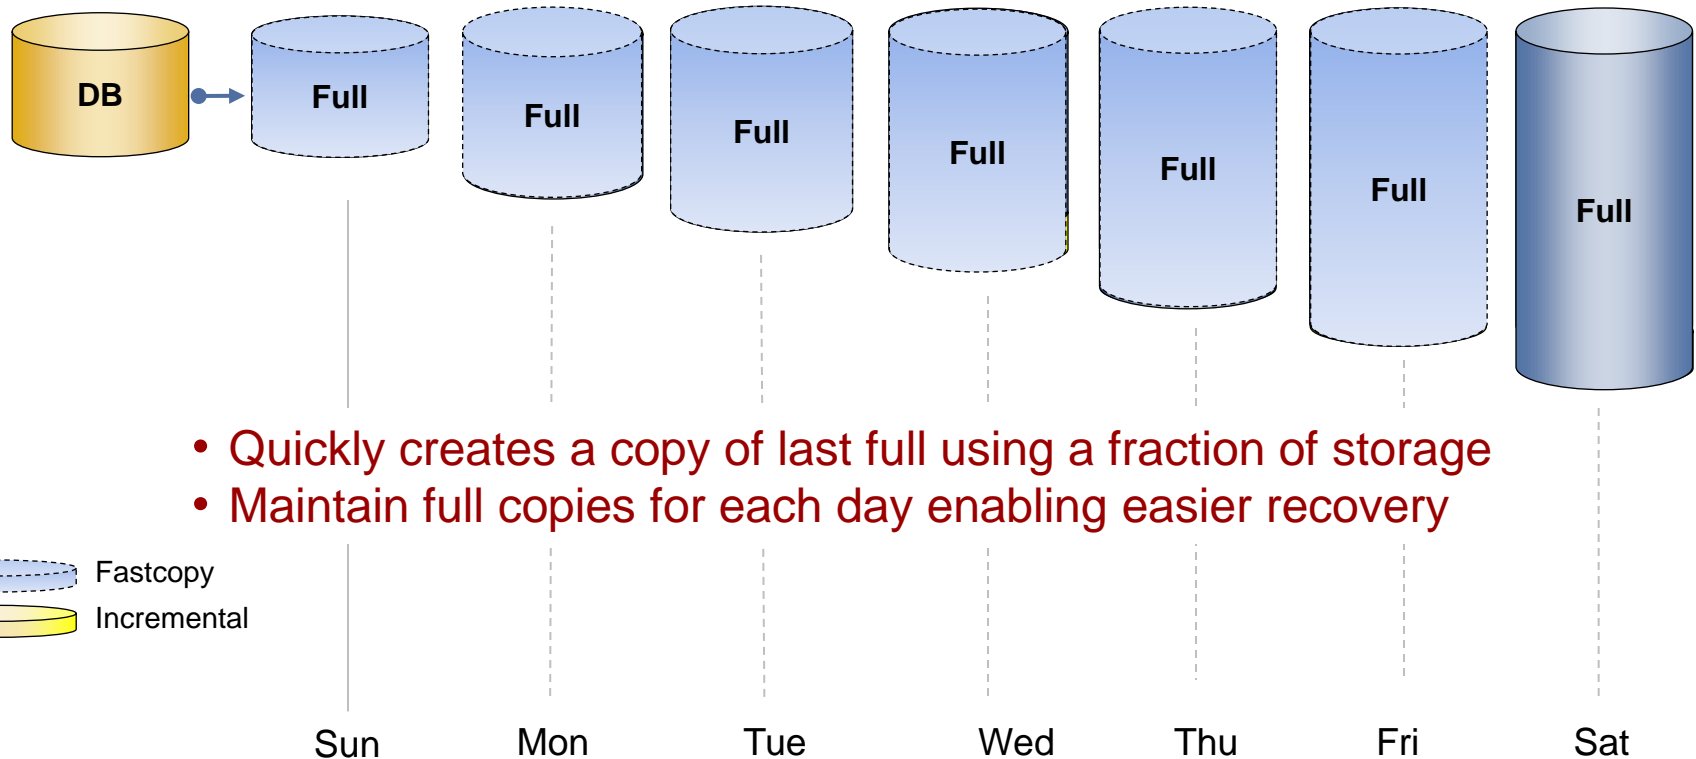 DB
Full
Full
Full
Full
Full
Full
Full
• Quickly creates a copy of last full using a fraction of storage
• Maintain full copies for each day enabling easier recovery
Fastcopy
Incremental
Sun Mon Tue Wed Thu Fri Sat